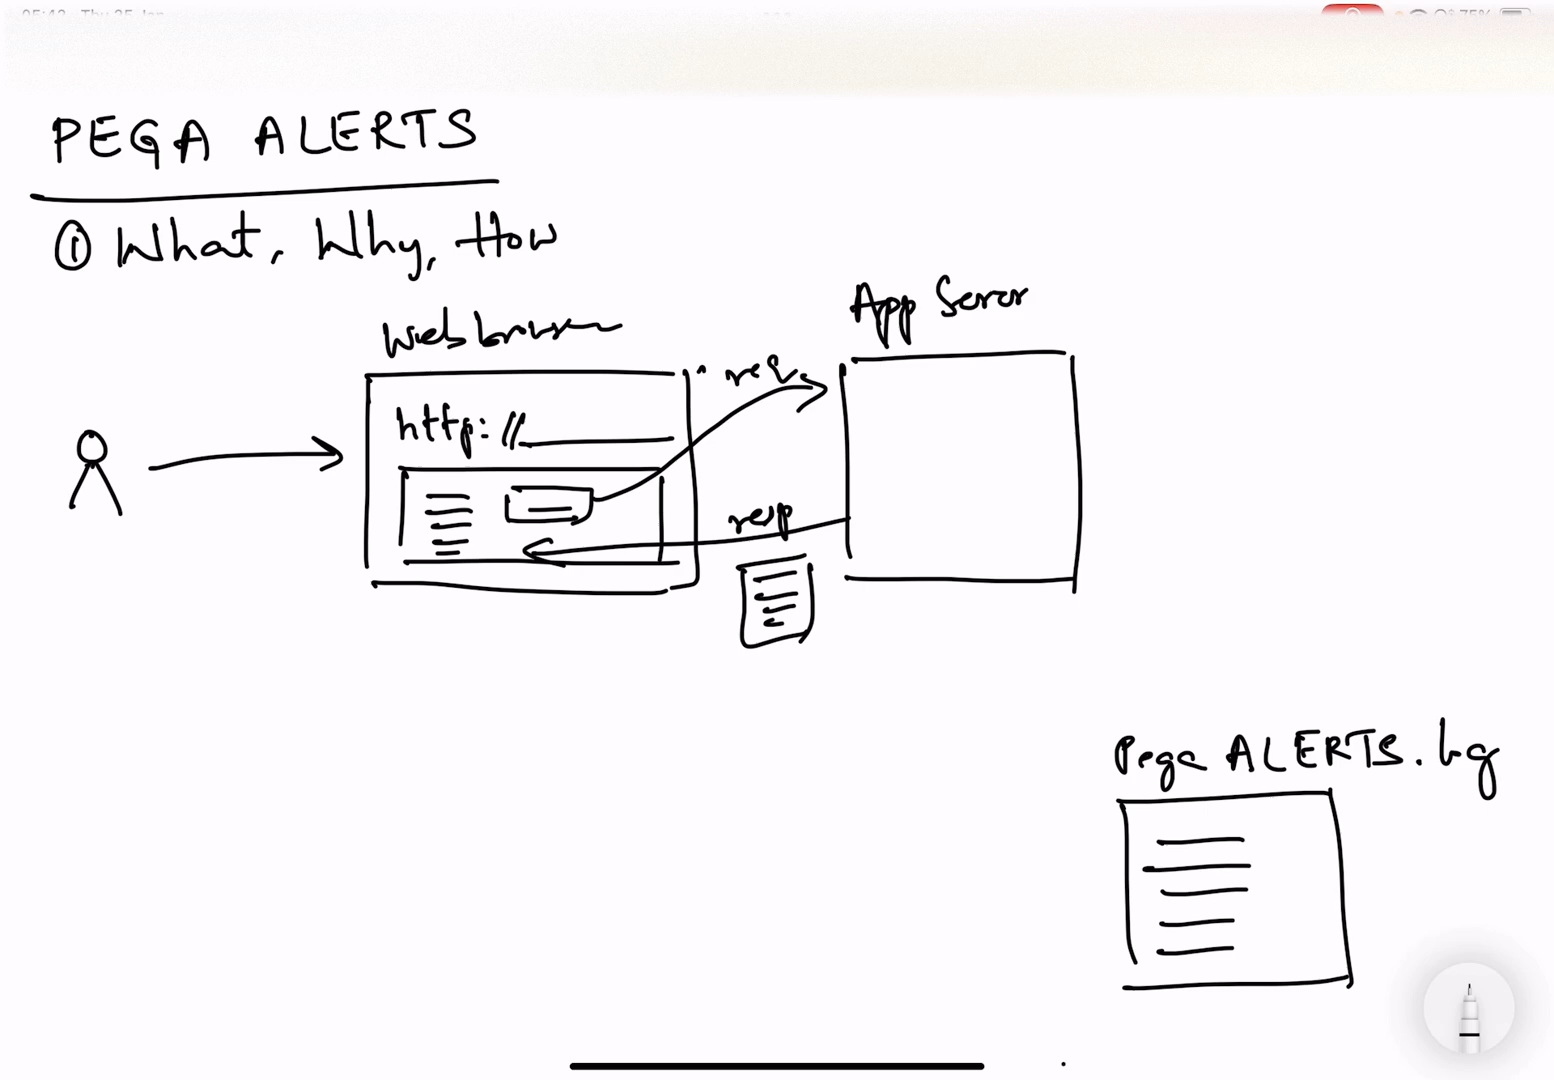 PEGA ALERTS
① What, Why, How
Web browser
App Server
http://
req.
resp
Pega ALERTS.log